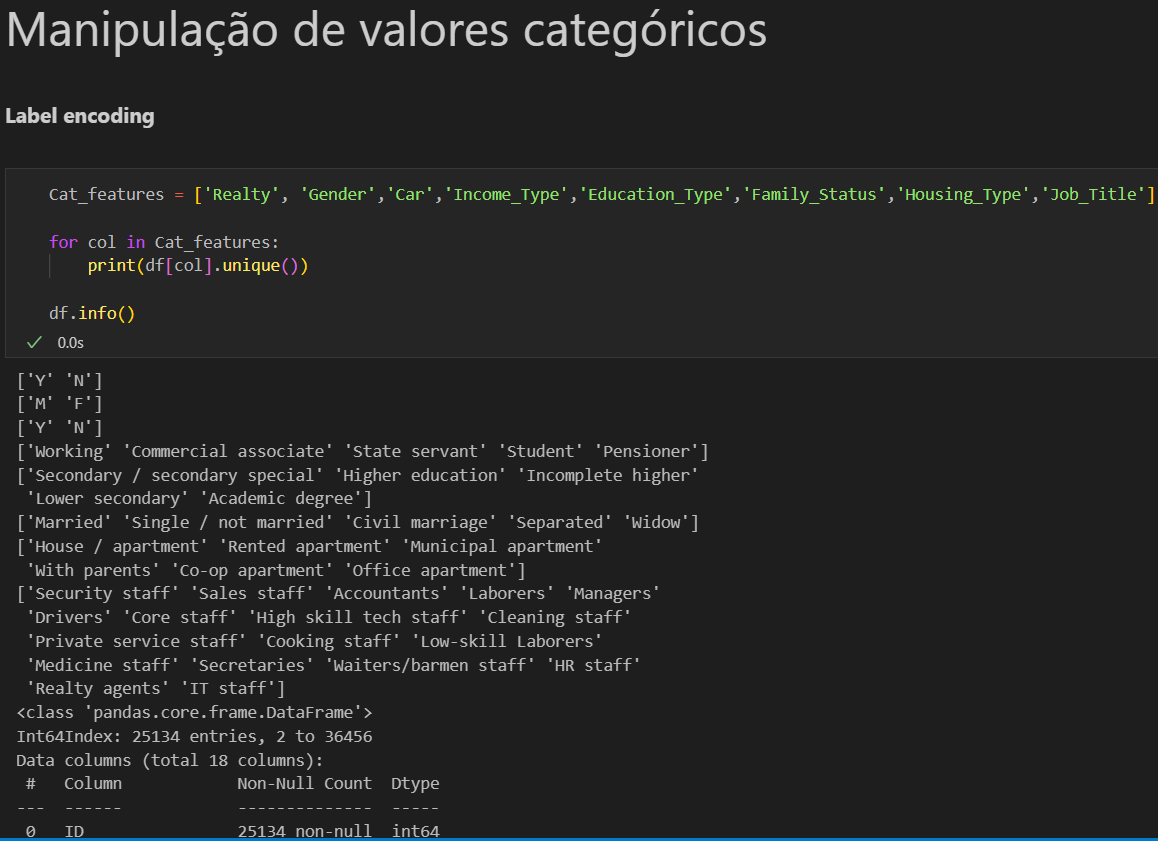 Manipulação de valores categóricos
Label encoding
Cat_features = ['Realty', 'Gender','Car','Income_Type','Education_Type','Family_Status','Housing_Type','Job_Title']
for col in Cat_features:
    print(df[col].unique())
df.info()
0.0s
['Y' 'N']
['M' 'F']
['Y' 'N']
['Working' 'Commercial associate' 'State servant' 'Student' 'Pensioner']
['Secondary / secondary special' 'Higher education' 'Incomplete higher'
 'Lower secondary' 'Academic degree']
['Married' 'Single / not married' 'Civil marriage' 'Separated' 'Widow']
['House / apartment' 'Rented apartment' 'Municipal apartment'
 'With parents' 'Co-op apartment' 'Office apartment']
['Security staff' 'Sales staff' 'Accountants' 'Laborers' 'Managers'
 'Drivers' 'Core staff' 'High skill tech staff' 'Cleaning staff'
 'Private service staff' 'Cooking staff' 'Low-skill Laborers'
 'Medicine staff' 'Secretaries' 'Waiters/barmen staff' 'HR staff'
 'Realty agents' 'IT staff']
<class 'pandas.core.frame.DataFrame'>
Int64Index: 25134 entries, 2 to 36456
Data columns (total 18 columns):
 #   Column            Non-Null Count  Dtype
---  ------            --------------  -----
 0   ID                25134 non-null  int64